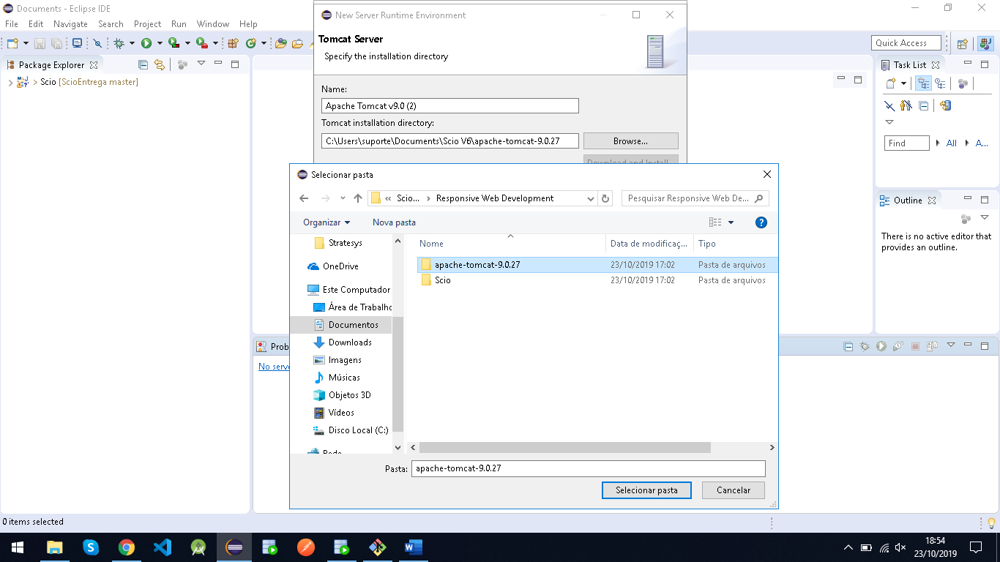 Documents - Eclipse IDE
File Edit Navigate Search Project Run Window Help
Quick Access
Package Explorer
> Scio [ScioEntrega master]
New Server Runtime Environment
Tomcat Server
Specify the installation directory
Name:
Apache Tomcat v9.0 (2)
Tomcat installation directory:
C:\Users\suporte\Documents\Scio V6\apache-tomcat-9.0.27
Browse...
Download and Install...
Selecionar pasta
« Scio... › Responsive Web Development
Pesquisar Responsive Web De...
Organizar
Nova pasta
Nome
Data de modificaç...
Tipo
apache-tomcat-9.0.27 23/10/2019 17:02 Pasta de arquivos
Scio 23/10/2019 17:02 Pasta de arquivos
Stratesys
OneDrive
Este Computador
Área de Trabalho
Documentos
Downloads
Imagens
Músicas
Objetos 3D
Vídeos
Disco Local (C:)
Rede
Pasta:
apache-tomcat-9.0.27
Selecionar pasta
Cancelar
Prob
No serve
Task List
Find
All
A...
Outline
There is no active editor that
provides an outline.
0 items selected
18:54
23/10/2019